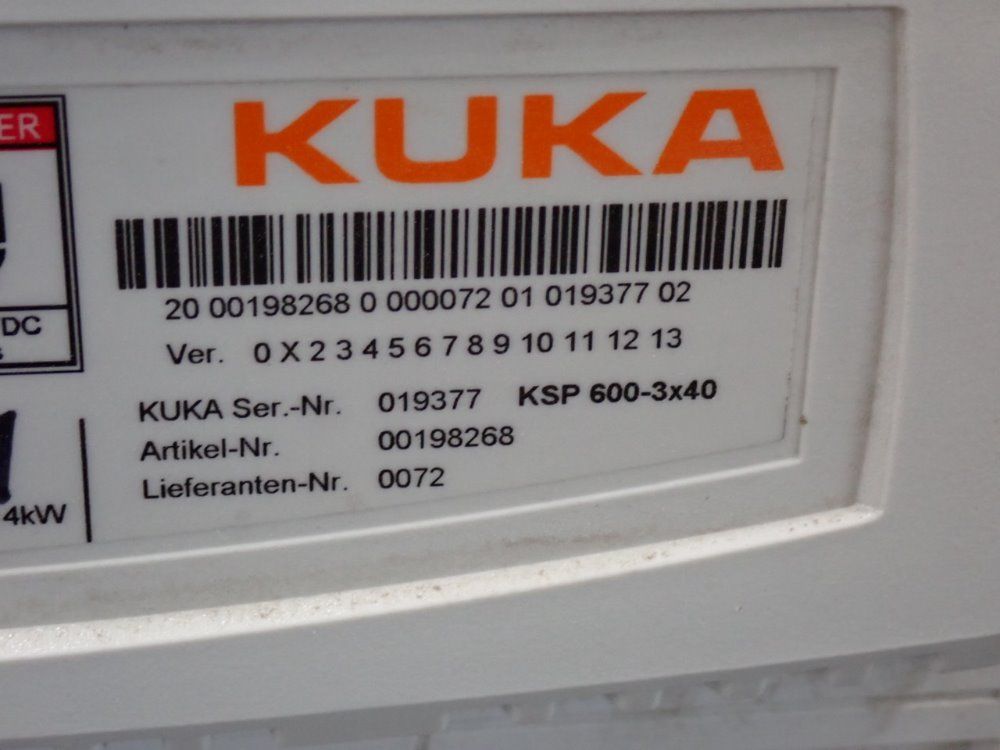 ER
KUKA
20 00198268 0 000072 01 019377 02
Ver. 0 X 2 3 4 5 6 7 8 9 10 11 12 13
DC
s
KUKA Ser.-Nr. 019377 KSP 600-3x40
Artikel-Nr. 00198268
Lieferanten-Nr. 0072
4kW